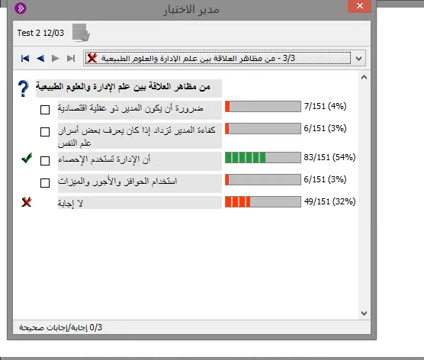 مدير الاختبار
Test 2 12/03
3/3 - من مظاهر العلاقة بين علم الإدارة والعلوم الطبيعية
من مظاهر العلاقة بين علم الإدارة والعلوم الطبيعية
ضرورة أن يكون المدير ذو عقلية اقتصادية
7/151 (4%)
كفاءة المدير تزداد إذا كان يعرف بعض أسرار
علم النفس
6/151 (3%)
أن الإدارة تستخدم الإحصاء
83/151 (54%)
استخدام الحوافز والأجور والميزات
6/151 (3%)
لا إجابة
49/151 (32%)
0/3 إجابة/إجابات صحيحة